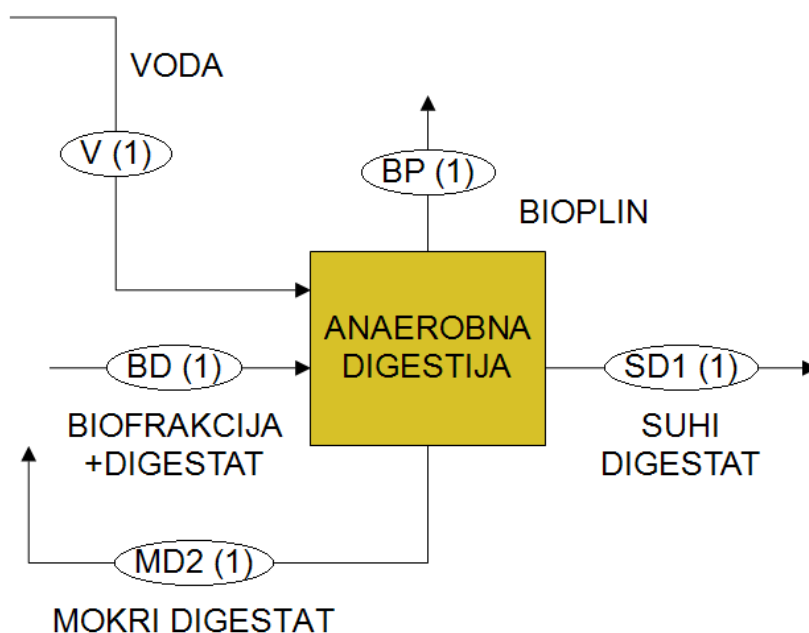 VODA
V (1)
BP (1)
BIOPLIN
ANAEROBNA
DIGESTIJA
BD (1)
SD1 (1)
BIOFRAKCIJA
+DIGESTAT
SUHI
DIGESTAT
MD2 (1)
MOKRI DIGESTAT